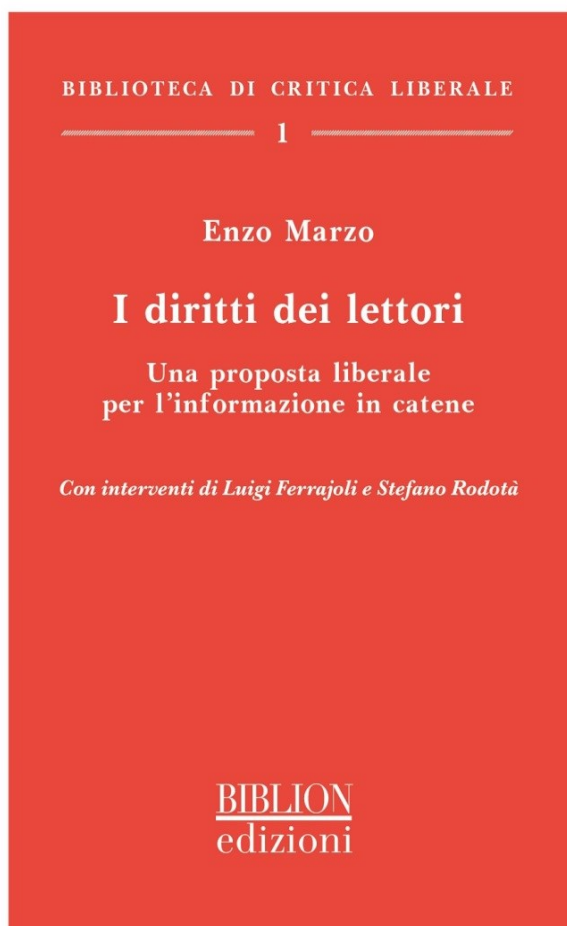 BIBLIOTECA DI CRITICA LIBERALE
1
Enzo Marzo
I diritti dei lettori
Una proposta liberale
per l’informazione in catene
Con interventi di Luigi Ferrajoli e Stefano Rodotà
BIBLION
edizioni